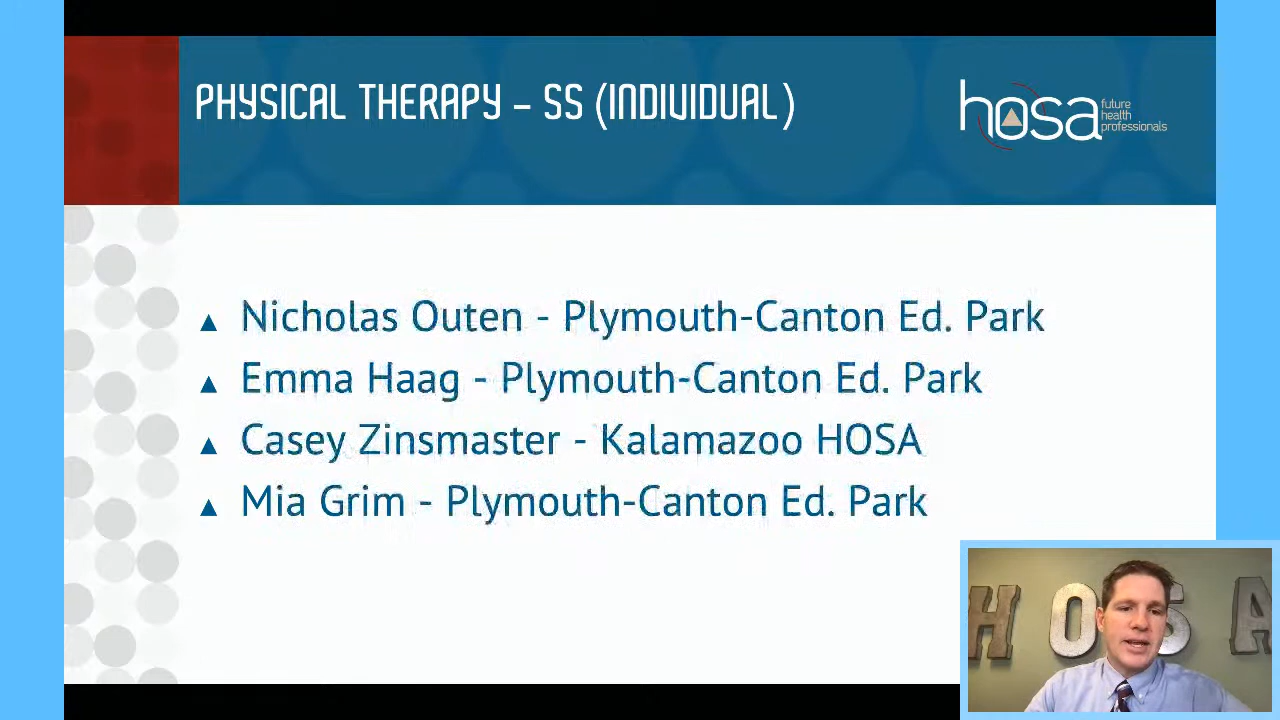 PHYSICAL THERAPY – SS (INDIVIDUAL)
hosa
future
health
professionals
▲ Nicholas Outen - Plymouth-Canton Ed. Park
▲ Emma Haag - Plymouth-Canton Ed. Park
▲ Casey Zinsmaster - Kalamazoo HOSA
▲ Mia Grim - Plymouth-Canton Ed. Park
HOSA